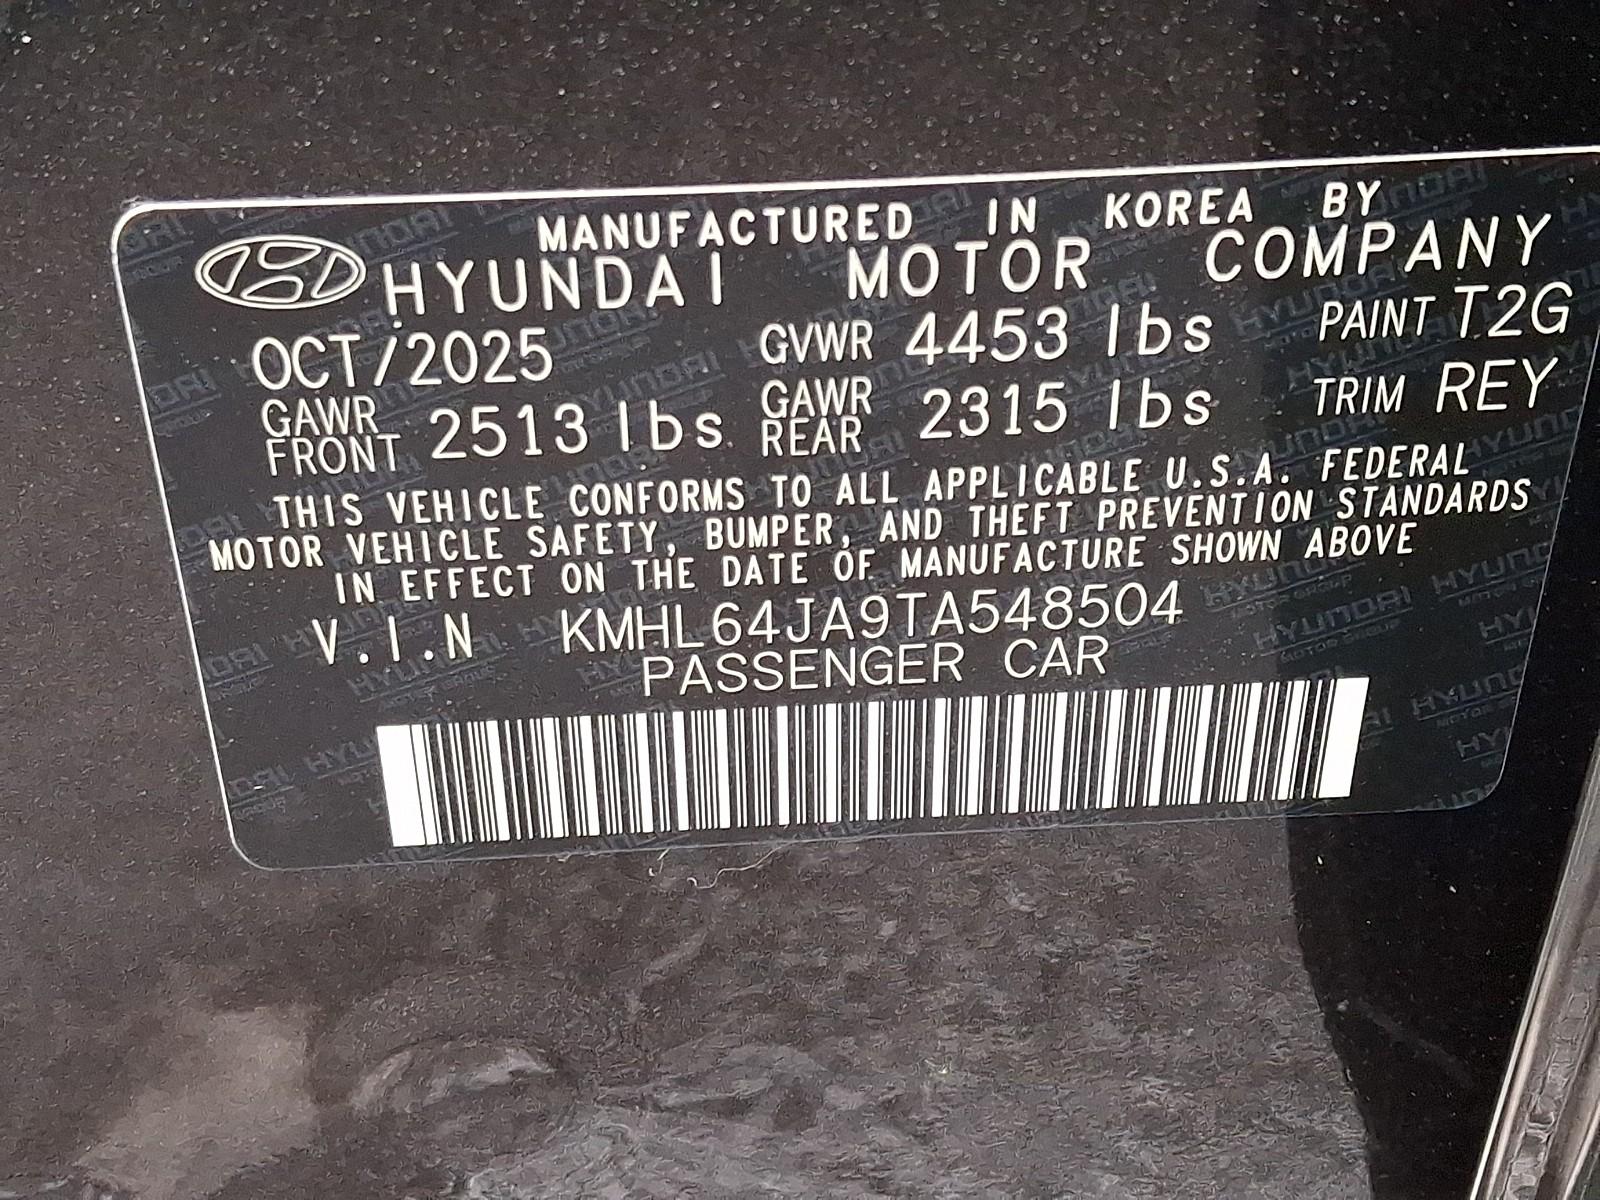 MANUFACTURED IN KOREA BY
HYUNDAI MOTOR COMPANY
OCT/2025 GVWR 4453 lbs PAINT T2G
GAWR FRONT 2513 lbs GAWR REAR 2315 lbs TRIM REY
THIS VEHICLE CONFORMS TO ALL APPLICABLE U.S.A. FEDERAL
MOTOR VEHICLE SAFETY, BUMPER, AND THEFT PREVENTION STANDARDS
IN EFFECT ON THE DATE OF MANUFACTURE SHOWN ABOVE
V.I.N KMHL64JA9TA548504
PASSENGER CAR